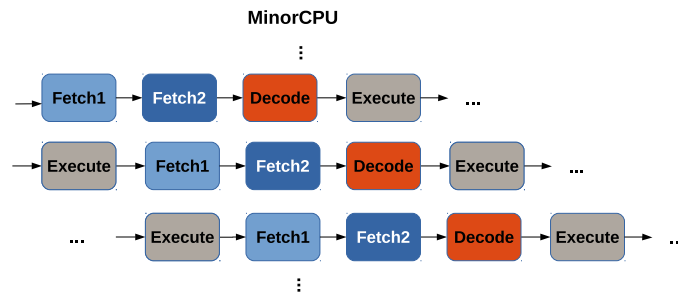 MinorCPU
⋮
Fetch1 Fetch2 Decode Execute ...
Execute Fetch1 Fetch2 Decode Execute ...
... Execute Fetch1 Fetch2 Decode Execute ..
⋮